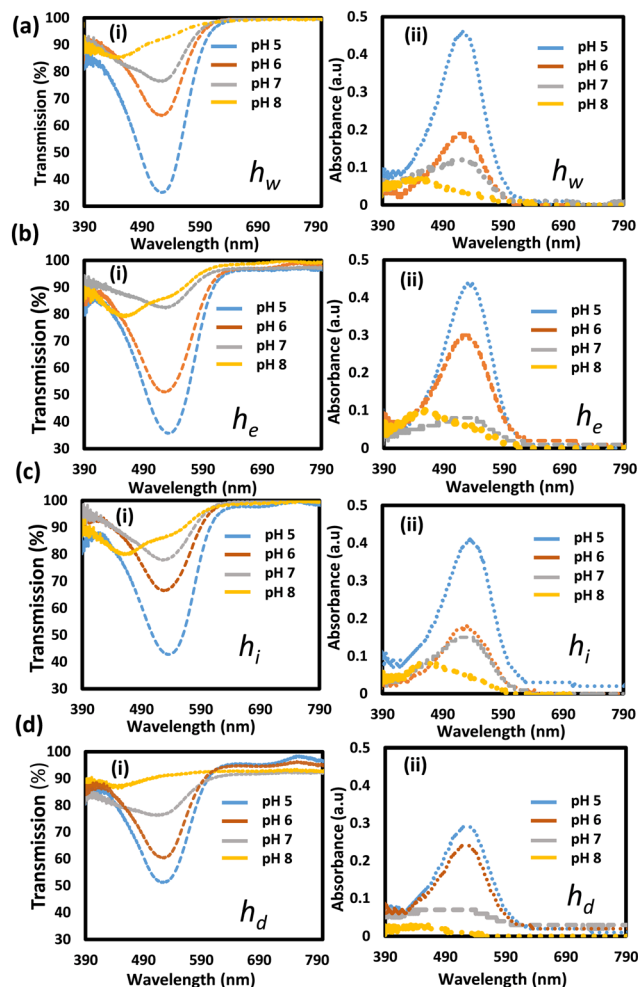 (a)
(i)
Transmission (%)
100
90
80
70
60
50
40
30
pH 5
pH 6
pH 7
pH 8
h_w
390 490 590 690 790
Wavelength (nm)
(ii)
Absorbance (a.u)
0.5
0.4
0.3
0.2
0.1
0
pH 5
pH 6
pH 7
pH 8
h_w
390 490 590 690 790
Wavelength (nm)
(b)
(i)
Transmission (%)
100
90
80
70
60
50
40
30
pH 5
pH 6
pH 7
pH 8
h_e
390 490 590 690 790
Wavelength (nm)
(ii)
Absorbance (a.u)
0.5
0.4
0.3
0.2
0.1
0
pH 5
pH 6
pH 7
pH 8
h_e
390 490 590 690 790
Wavelength (nm)
(c)
(i)
Transmission (%)
100
90
80
70
60
50
40
30
pH 5
pH 6
pH 7
pH 8
h_i
390 490 590 690 790
Wavelength (nm)
(ii)
Absorbance (a.u)
0.5
0.4
0.3
0.2
0.1
0
pH 5
pH 6
pH 7
pH 8
h_i
390 490 590 690 790
Wavelength (nm)
(d)
(i)
Transmission (%)
100
90
80
70
60
50
40
30
pH 5
pH 6
pH 7
pH 8
h_d
390 490 590 690 790
Wavelength (nm)
(ii)
Absorbance (a.u)
0.5
0.4
0.3
0.2
0.1
0
pH 5
pH 6
pH 7
pH 8
h_d
390 490 590 690 790
Wavelength (nm)